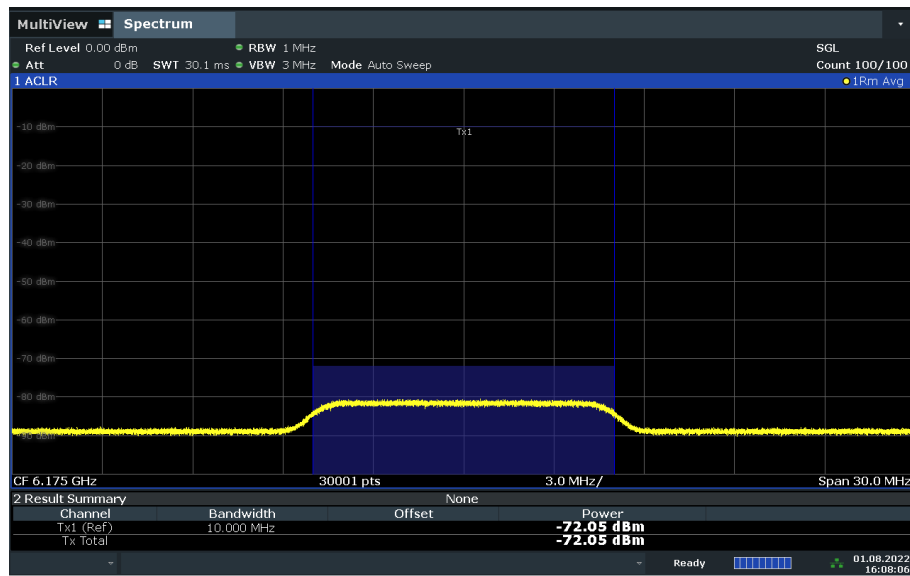 MultiView Spectrum
Ref Level 0.00 dBm RBW 1 MHz SGL
Att 0 dB SWT 30.1 ms VBW 3 MHz Mode Auto Sweep Count 100/100
1 ACLR 1Rm Avg
-10 dBm
Tx1
-20 dBm
-30 dBm
-40 dBm
-50 dBm
-60 dBm
-70 dBm
-80 dBm
-90 dBm
CF 6.175 GHz 30001 pts 3.0 MHz/ Span 30.0 MHz
2 Result Summary None
Channel Bandwidth Offset Power
Tx1 (Ref) 10.000 MHz -72.05 dBm
Tx Total -72.05 dBm
Ready 01.08.2022
16:08:06